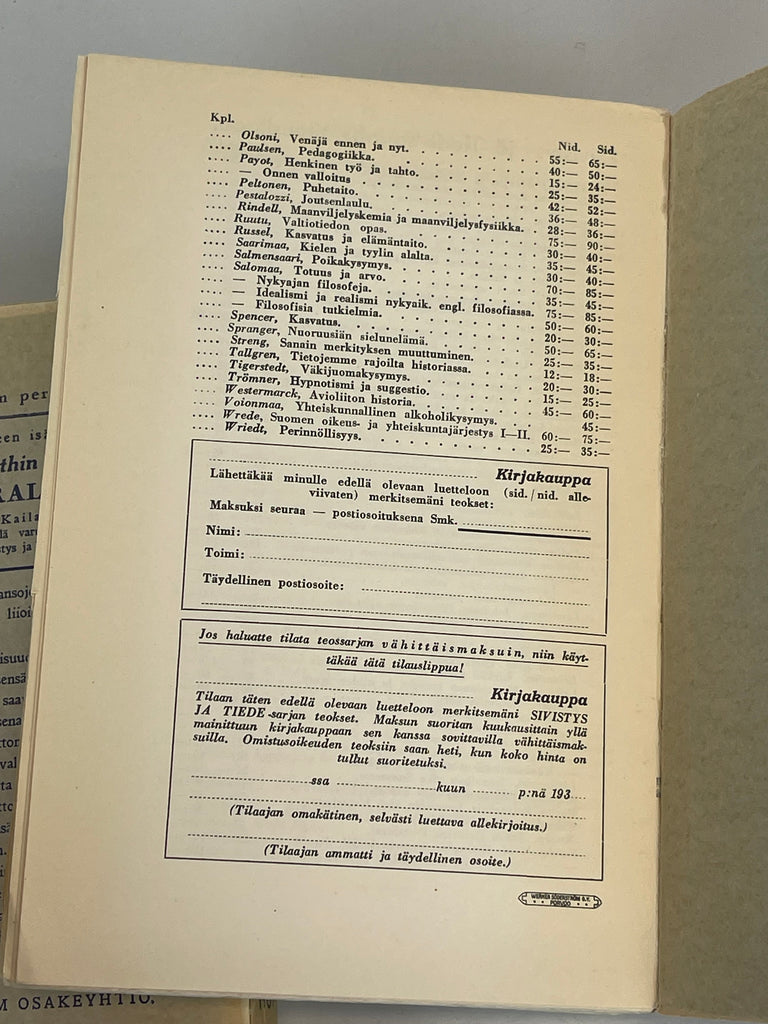 Kpl. Nid. Sid.
.... Olsoni, Venäjä ennen ja nyt. 55:— 65:—
.... Paulsen, Pedagogiikka. 40:— 50:—
.... Payot, Henkinen työ ja tahto. 15:— 24:—
.... — Onnen valloitus 25:— 35:—
.... Peltonen, Puhetaito. 42:— 52:—
.... Pestalozzi, Joutsenlaulu. 36:— 48:—
.... Rindell, Maanviljelyskemia ja maanviljelysfysiikka. 28:— 36:—
.... Ruutu, Valtiotiedon opas. 75:— 90:—
.... Russel, Kasvatus ja elämäntaito. 30:— 40:—
.... Saarimaa, Kielen ja tyylin alalta. 35:— 45:—
.... Salmensaari, Poikakysymys. 30:— 40:—
.... Salomaa, Totuus ja arvo. 70:— 85:—
.... — Nykyajan filosofeja. 35:— 45:—
.... — Idealismi ja realismi nykyaik. engl. filosofiassa. 75:— 85:—
.... — Filosofisia tutkielmia. 50:— 60:—
.... Spencer, Kasvatus. 20:— 30:—
.... Spranger, Nuoruusiän sielunelämä. 50:— 65:—
.... Streng, Sanain merkityksen muuttuminen. 25:— 35:—
.... Tallgren, Tietojemme rajoilta historiassa. 12:— 18:—
.... Tigerstedt, Väkijuomakysymys. 20:— 30:—
.... Trömner, Hypnotismi ja suggestio. 15:— 25:—
.... Westermarck, Avioliiton historia. 45:— 60:—
.... Voionmaa, Yhteiskunnallinen alkoholikysymys. 45:—
.... Wrede, Suomen oikeus- ja yhteiskuntajärjestys I—II. 60:— 75:—
.... Wriedt, Perinnöllisyys. 25:— 35:—
Kirjakauppa
Lähettäkää minulle edellä olevaan luetteloon (sid. / nid. alle-
viivaten) merkitsemäni teokset:
Maksuksi seuraa — postiosoituksena Smk.
Nimi:
Toimi:
Täydellinen postiosoite:
Jos haluatte tilata teossarjan vähittäismaksuin, niin käyt-
täkää tätä tilauslippua!
Kirjakauppa
Tilaan täten edellä olevaan luetteloon merkitsemäni SIVISTYS
JA TIEDE-sarjan teokset. Maksun suoritan kuukausittain yllä
mainittuun kirjakauppaan sen kanssa sovittavilla vähittäismak-
suilla. Omistusoikeuden teoksiin saan heti, kun koko hinta on
tullut suoritetuksi.
ssa kuun p:nä 193
(Tilaajan omakätinen, selvästi luettava allekirjoitus.)
(Tilaajan ammatti ja täydellinen osoite.)
WERNER SÖDERSTRÖM O.Y.
PORVOO
OSAKEYHTIÖ.